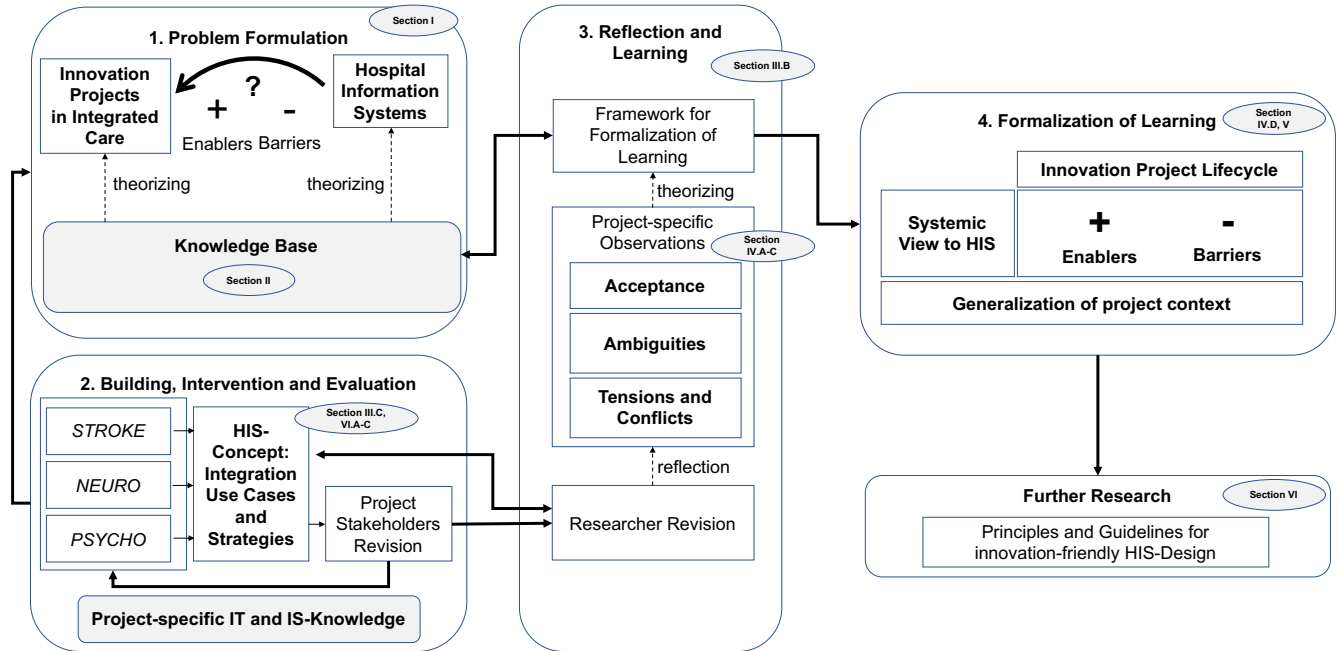 Section I
1. Problem Formulation
Innovation
Projects
in Integrated
Care
?
+
-
Enablers
Barriers
Hospital
Information
Systems
theorizing
theorizing
Knowledge Base
Section II
2. Building, Intervention and Evaluation
Section III.C,
VI.A-C
STROKE
NEURO
PSYCHO
HIS-
Concept:
Integration
Use Cases
and
Strategies
Project
Stakeholders
Revision
Project-specific IT and IS-Knowledge
3. Reflection and
Learning
Section III.B
Framework for
Formalization of
Learning
theorizing
Project-specific
Observations
Section
IV.A-C
Acceptance
Ambiguities
Tensions and
Conflicts
reflection
Researcher Revision
4. Formalization of Learning
Section
IV.D, V
Innovation Project Lifecycle
Systemic
View to HIS
+
Enablers
-
Barriers
Generalization of project context
Further Research
Section VI
Principles and Guidelines for
innovation-friendly HIS-Design